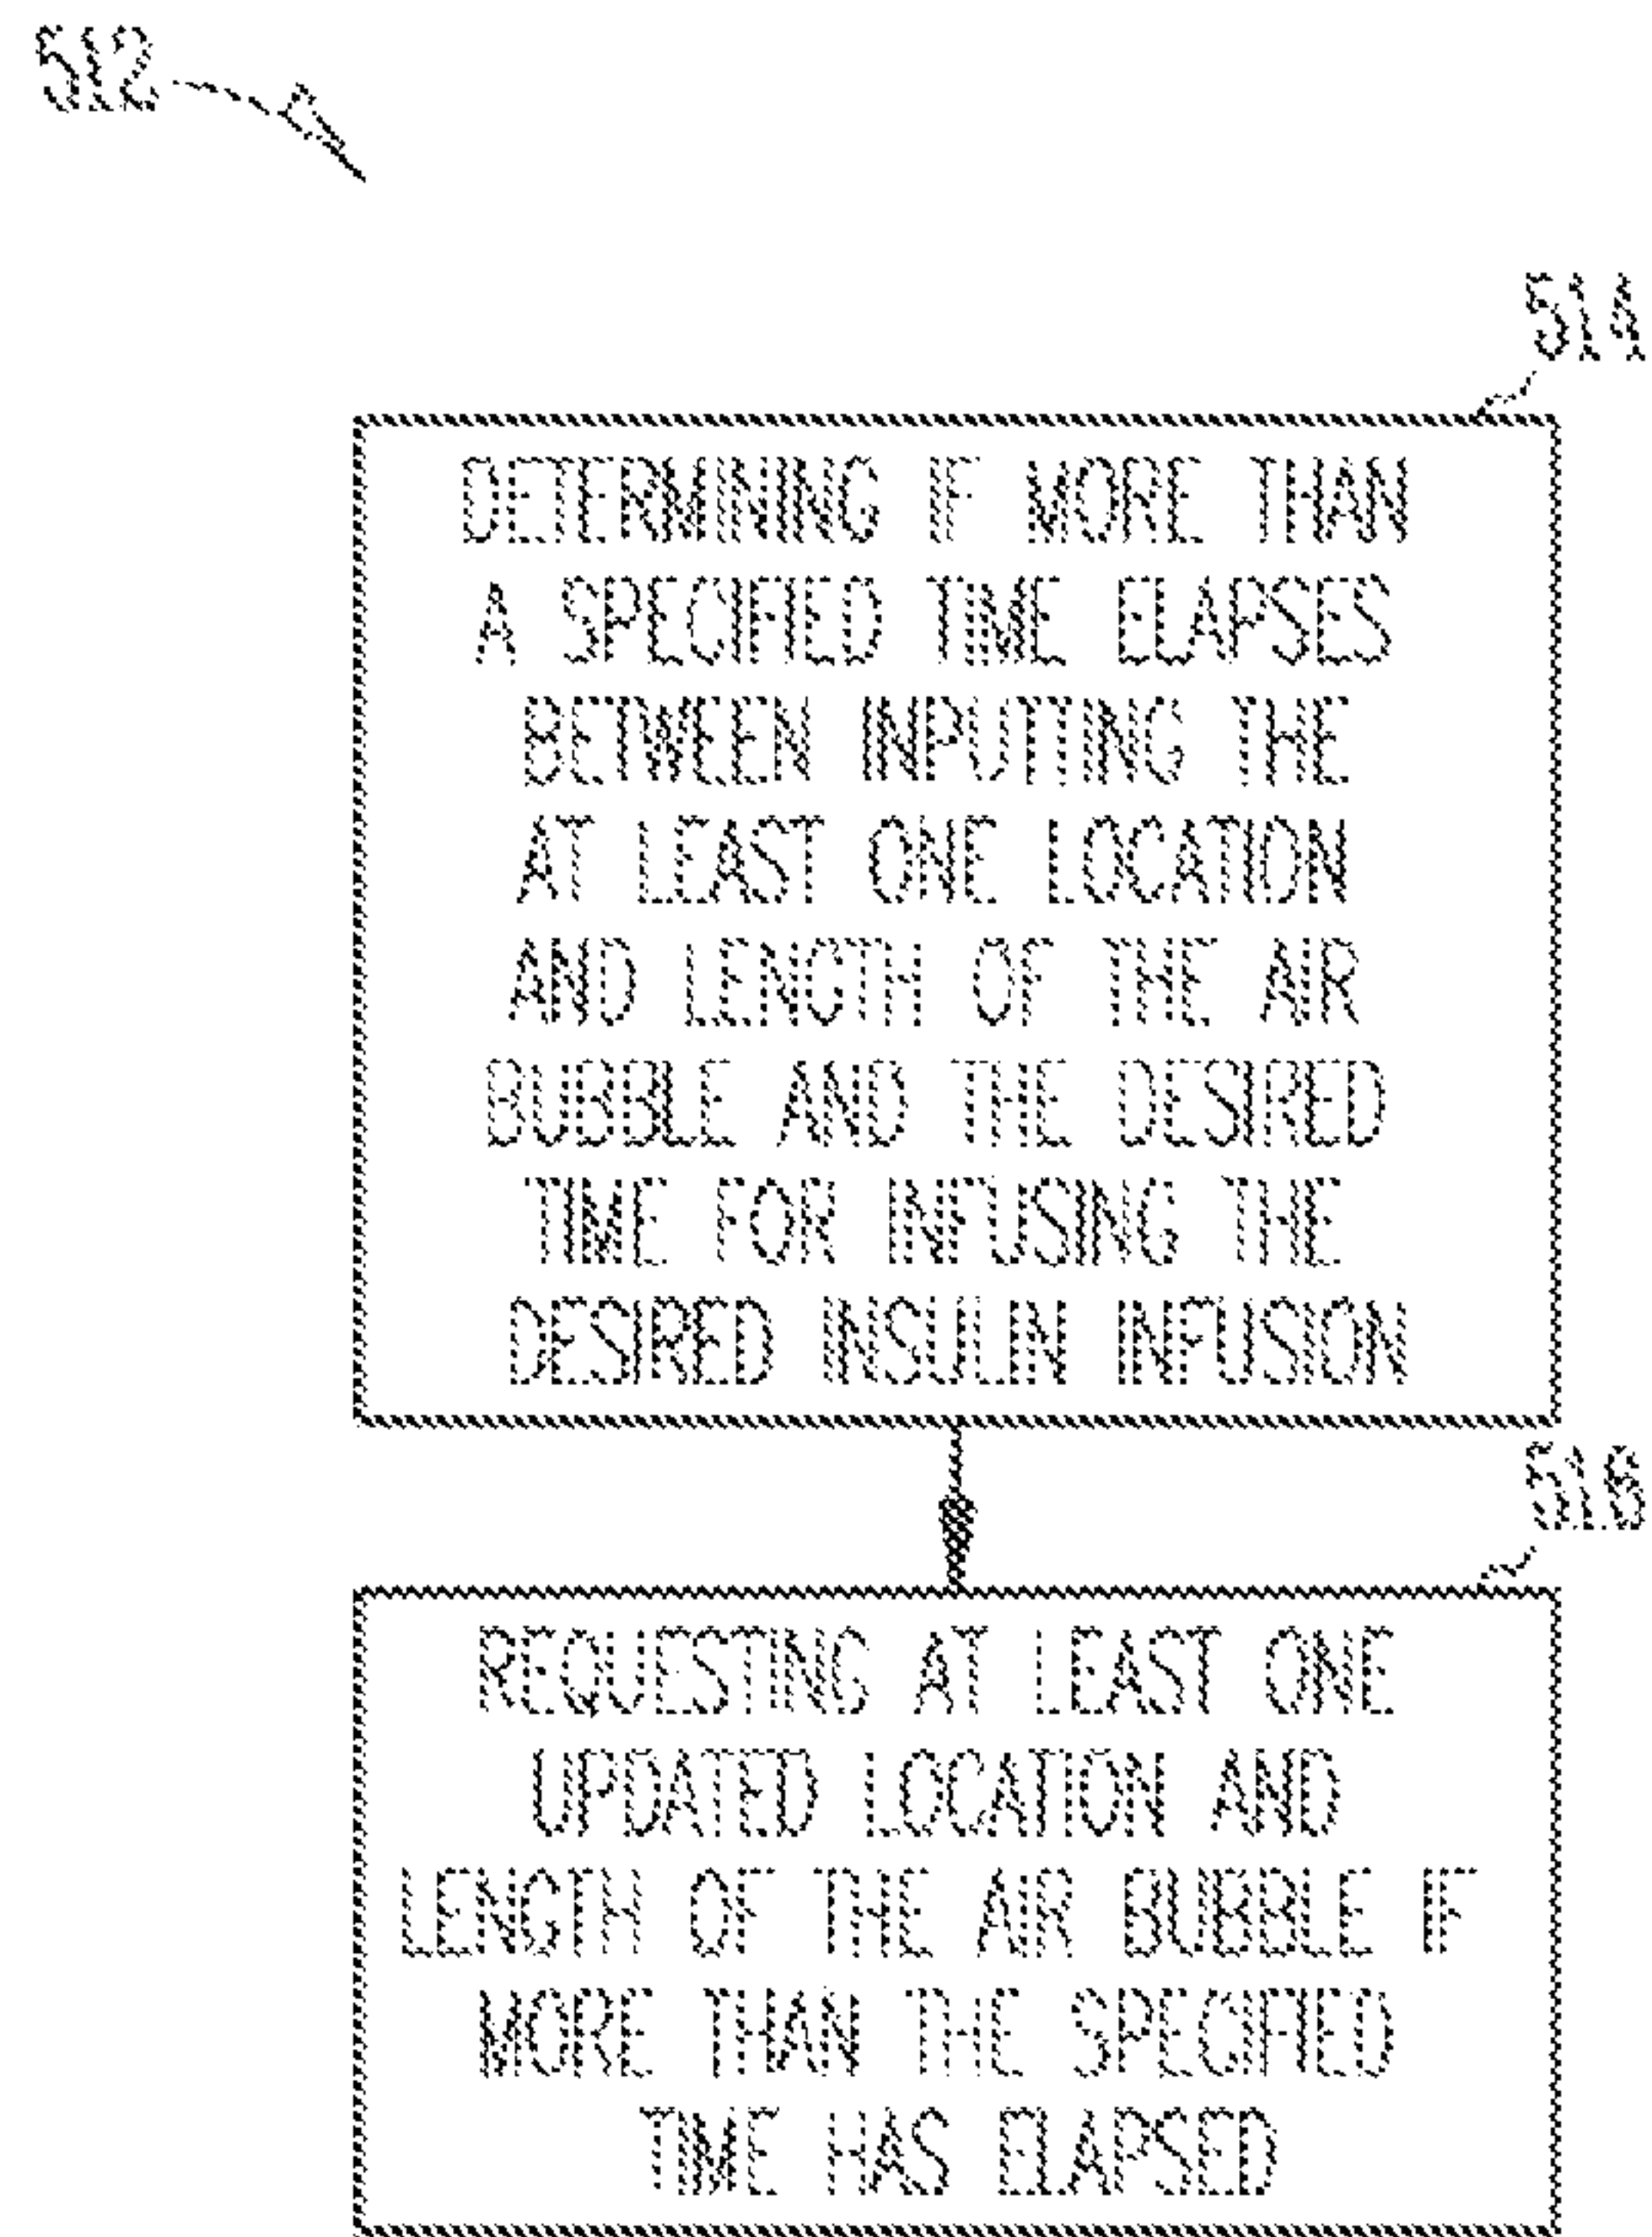 512
514
DETERMINING IF MORE THAN
A SPECIFIED TIME ELAPSES
BETWEEN INPUTTING THE
AT LEAST ONE LOCATION
AND LENGTH OF THE AIR
BUBBLE AND THE DESIRED
TIME FOR INFUSING THE
DESIRED INSULIN INFUSION
516
REQUESTING AT LEAST ONE
UPDATED LOCATION AND
LENGTH OF THE AIR BUBBLE IF
MORE THAN THE SPECIFIED
TIME HAS ELAPSED